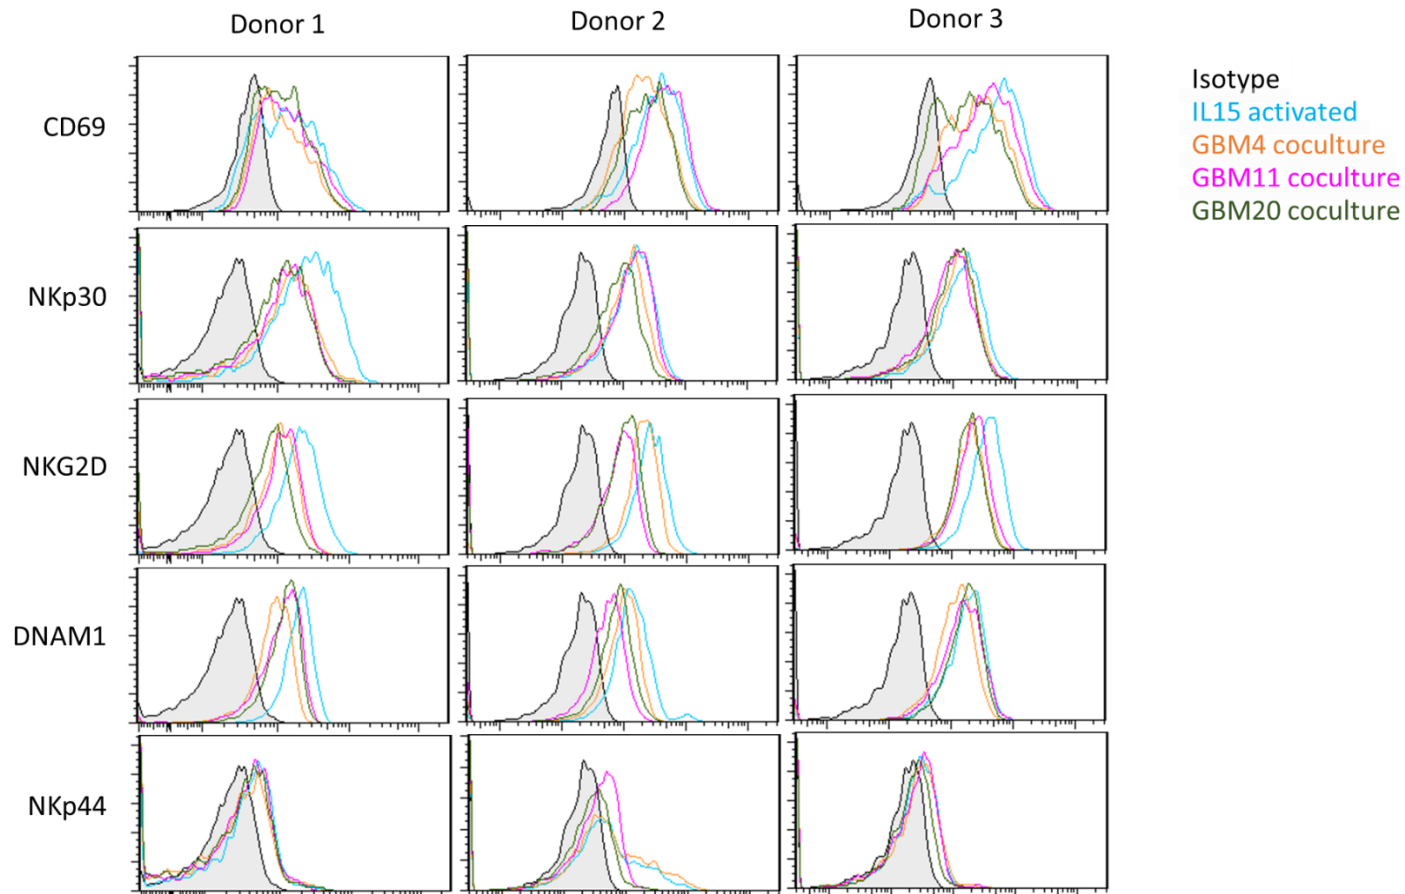 Donor 1
Donor 2
Donor 3
Isotype
IL15 activated
GBM4 coculture
GBM11 coculture
GBM20 coculture
CD69
NKp30
NKG2D
DNAM1
NKp44